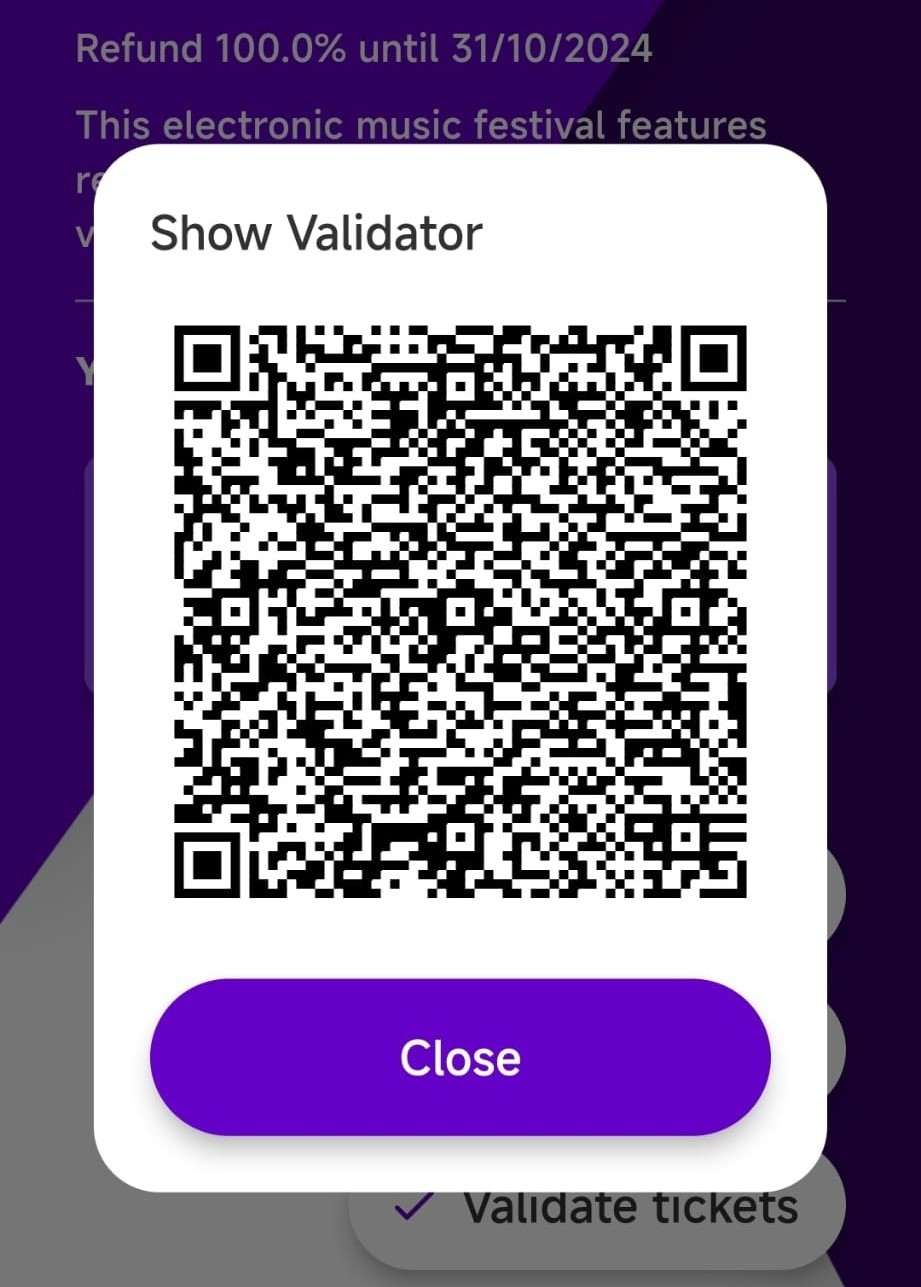 Refund 100.0% until 31/10/2024
This electronic music festival features
Show Validator
Close
Validate tickets